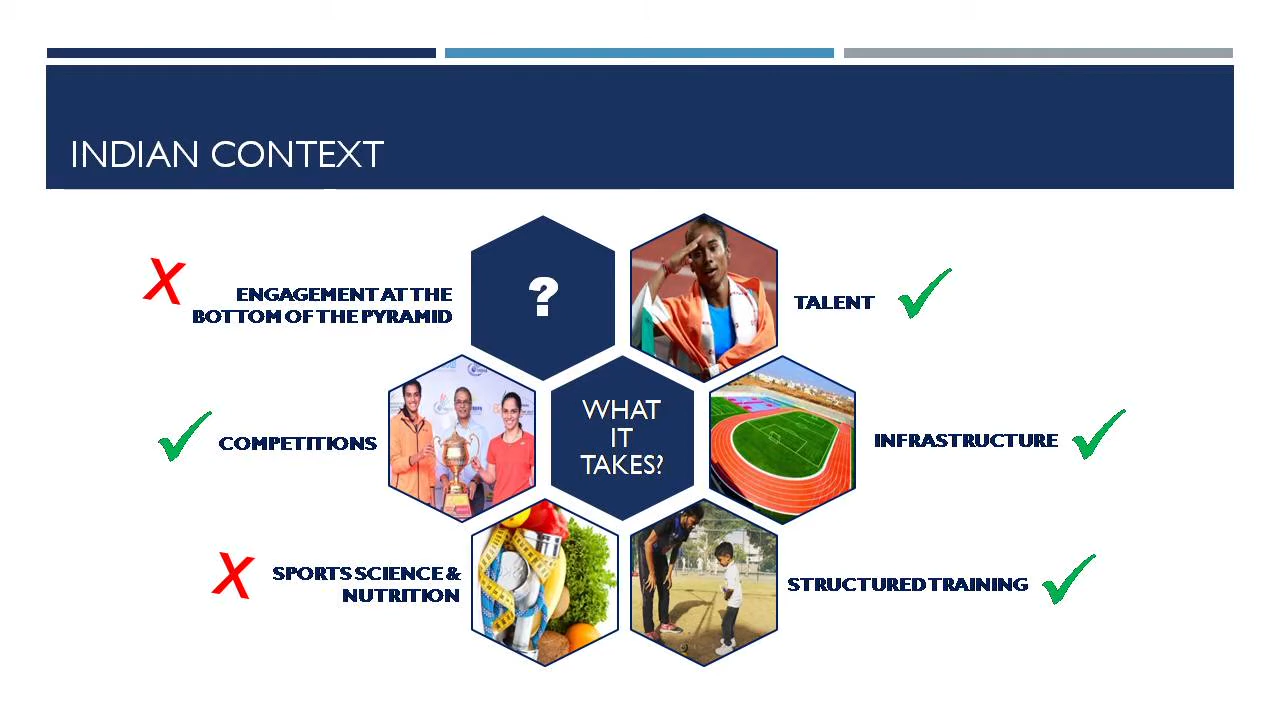 INDIAN CONTEXT
X
ENGAGEMENT AT THE
BOTTOM OF THE PYRAMID
?
TALENT
COMPETITIONS
WHAT
IT
TAKES?
INFRASTRUCTURE
X
SPORTS SCIENCE &
NUTRITION
STRUCTURED TRAINING